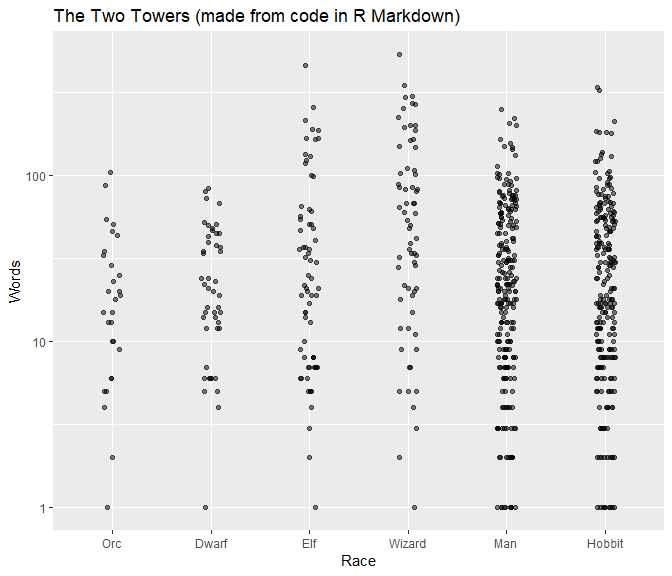 The Two Towers (made from code in R Markdown)
100
10
1
Words
Orc Dwarf Elf Wizard Man Hobbit
Race